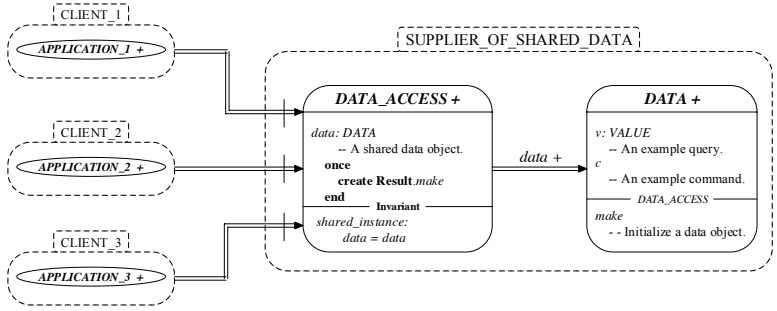 CLIENT_1
APPLICATION_1 +
CLIENT_2
APPLICATION_2 +
CLIENT_3
APPLICATION_3 +
SUPPLIER_OF_SHARED_DATA
DATA_ACCESS +
data: DATA
-- A shared data object.
once
create Result.make
end
Invariant
shared_instance:
data = data
data +
DATA +
v: VALUE
-- An example query.
c
-- An example command.
DATA_ACCESS
make
- - Initialize a data object.